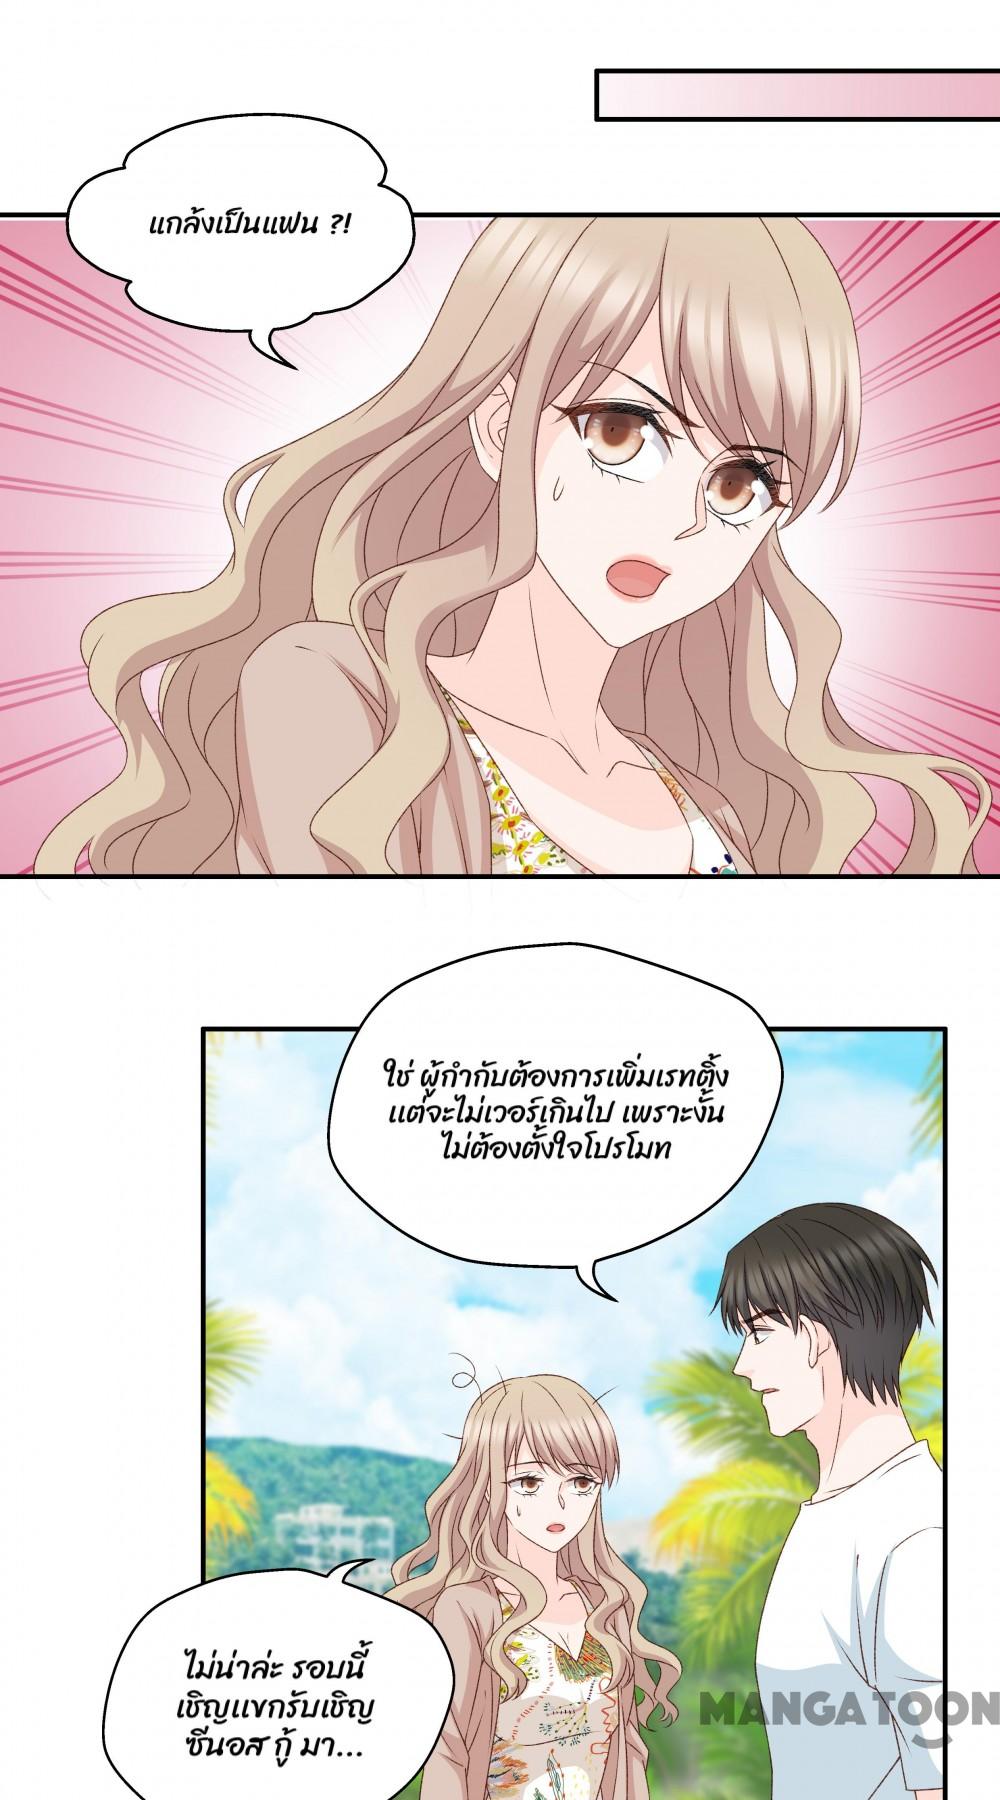 แกล้งเป็นแฟน ?!
ใช่ ผู้กำกับต้องการเพิ่มเรทติ้ง
แต่จะไม่เวอร์เกินไป เพราะงั้น
ไม่ต้องตั้งใจโปรโมท
ไม่น่าล่ะ รอบนี้
เชิญแขกรับเชิญ
ซีนอส กู้ มา...
MANGATOON